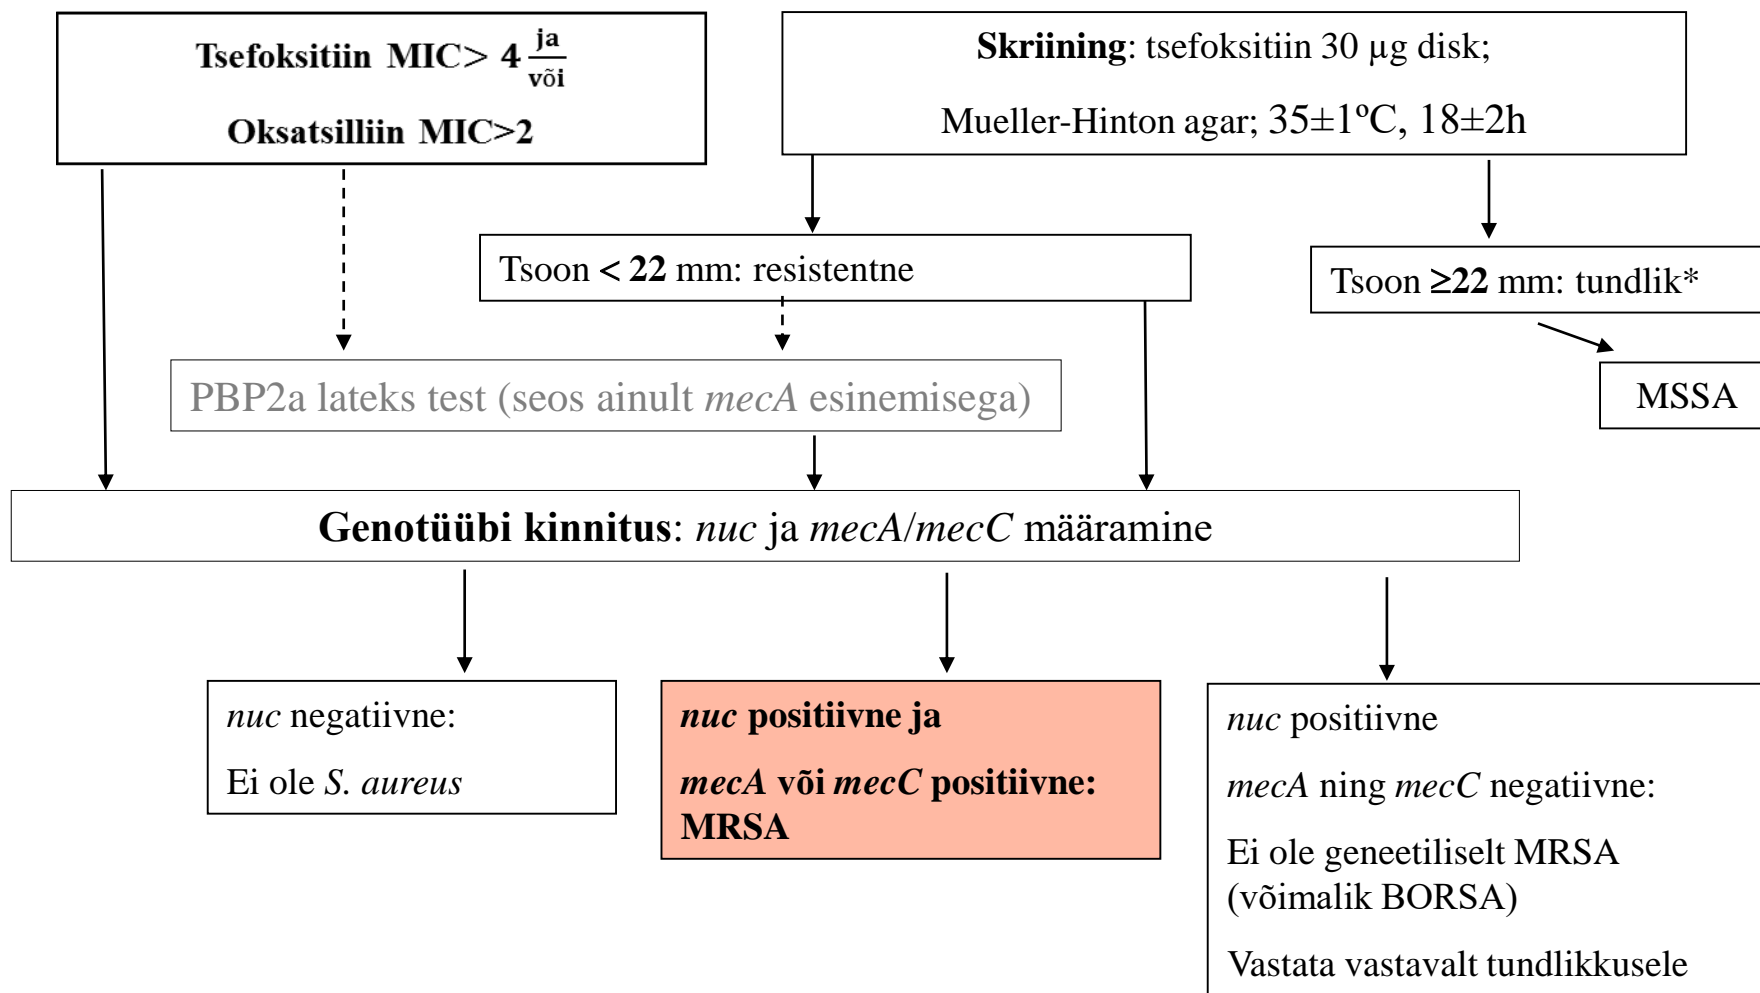 Tsefoksitiin MIC> 4 ja/või
Oksatsilliin MIC>2
Skriining: tsefoksitiin 30 µg disk;
Mueller-Hinton agar; 35±1ºC, 18±2h
Tsoon < 22 mm: resistentne
Tsoon ≥22 mm: tundlik*
PBP2a lateks test (seos ainult mecA esinemisega)
MSSA
Genotüübi kinnitus: nuc ja mecA/mecC määramine
nuc negatiivne:
Ei ole S. aureus
nuc positiivne ja
mecA või mecC positiivne:
MRSA
nuc positiivne
mecA ning mecC negatiivne:
Ei ole geneetiliselt MRSA
(võimalik BORSA)
Vastata vastavalt tundlikkusele